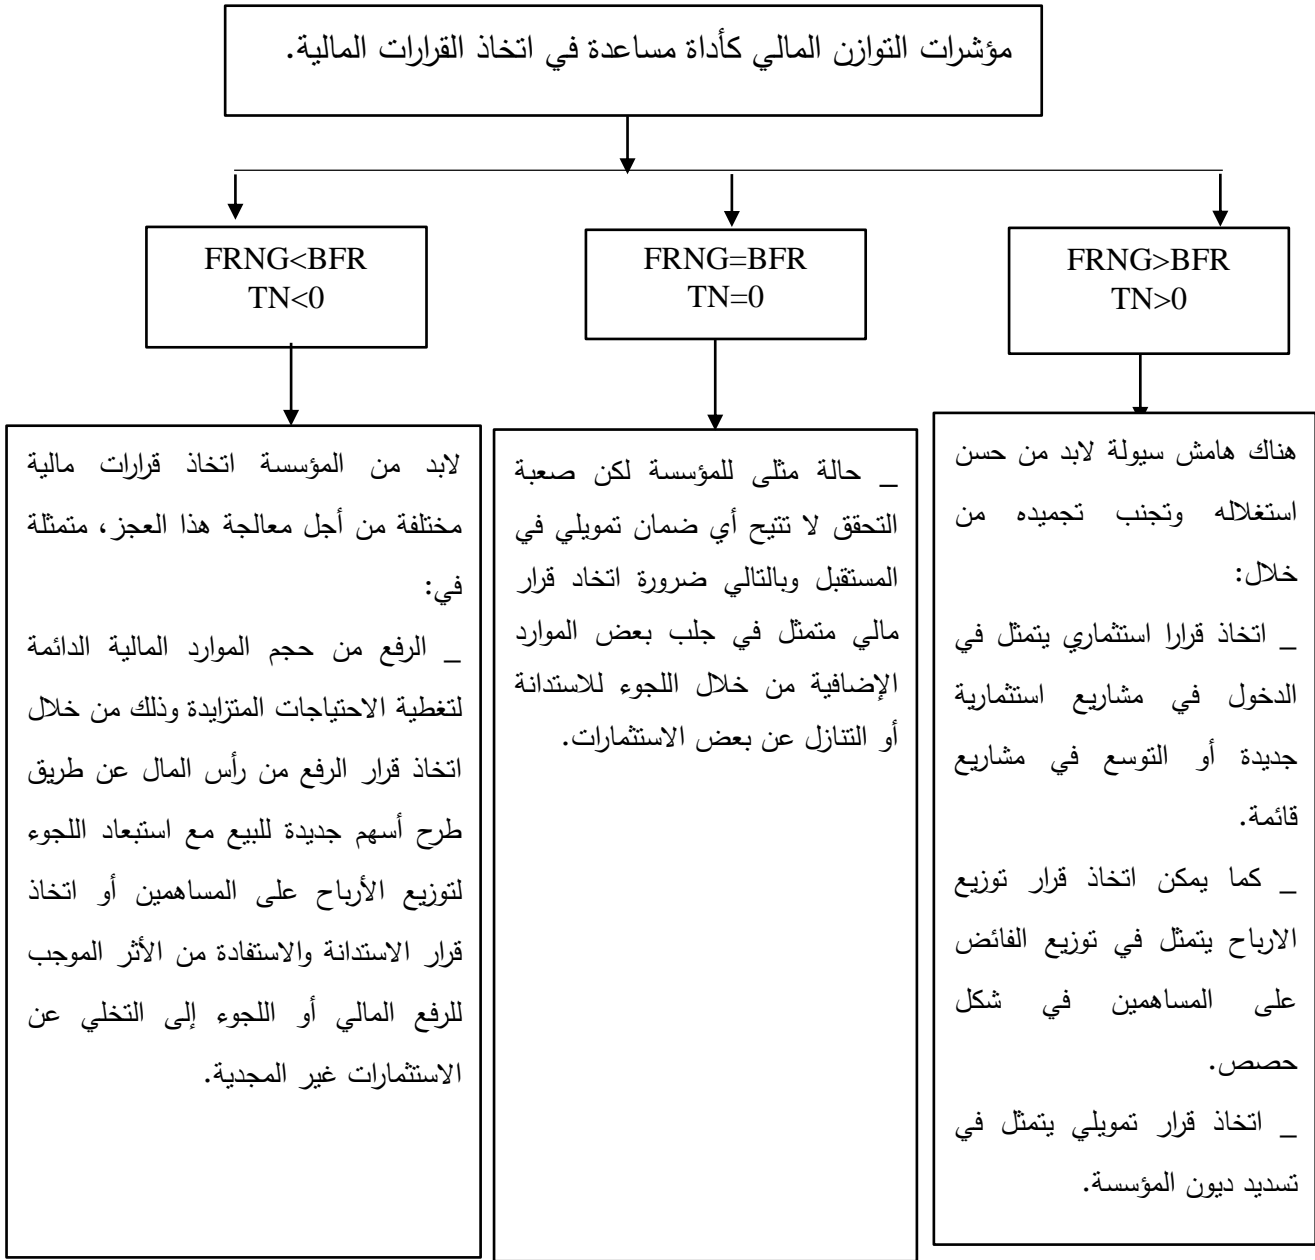 مؤشرات التوازن المالي كأداة مساعدة في اتخاذ القرارات المالية.
FRNG>BFR
TN>0
FRNG=BFR
TN=0
FRNG<BFR
TN<0
هناك هامش سيولة لابد من حسن
استغلاله وتجنب تجميده من
خلال:
_ اتخاذ قرارا استثماري يتمثل في
الدخول في مشاريع استثمارية
جديدة أو التوسع في مشاريع
قائمة.
_ كما يمكن اتخاذ قرار توزيع
الارباح يتمثل في توزيع الفائض
على المساهمين في شكل
حصص.
_ اتخاذ قرار تمويلي يتمثل في
تسديد ديون المؤسسة.
_ حالة مثلى للمؤسسة لكن صعبة
التحقق لا تتيح أي ضمان تمويلي في
المستقبل وبالتالي ضرورة اتخاد قرار
مالي متمثل في جلب بعض الموارد
الإضافية من خلال اللجوء للاستدانة
أو التنازل عن بعض الاستثمارات.
لابد من المؤسسة اتخاذ قرارات مالية
مختلفة من أجل معالجة هذا العجز، متمثلة
في:
_ الرفع من حجم الموارد المالية الدائمة
لتغطية الاحتياجات المتزايدة وذلك من خلال
اتخاذ قرار الرفع من رأس المال عن طريق
طرح أسهم جديدة للبيع مع استبعاد اللجوء
لتوزيع الأرباح على المساهمين أو اتخاذ
قرار الاستدانة والاستفادة من الأثر الموجب
للرفع المالي أو اللجوء إلى التخلي عن
الاستثمارات غير المجدية.